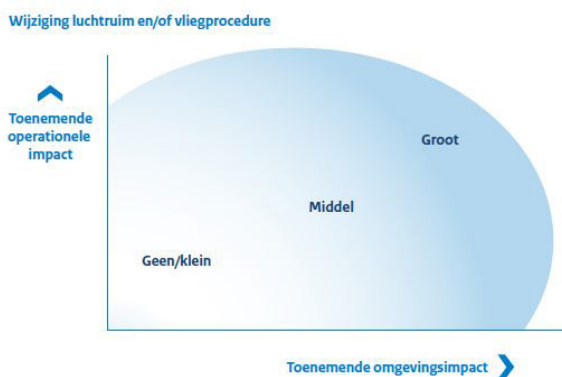 Wijziging luchtruim en/of vliegprocedure
Toenemende
operationele
impact
Groot
Middel
Geen/klein
Toenemende omgevingsimpact